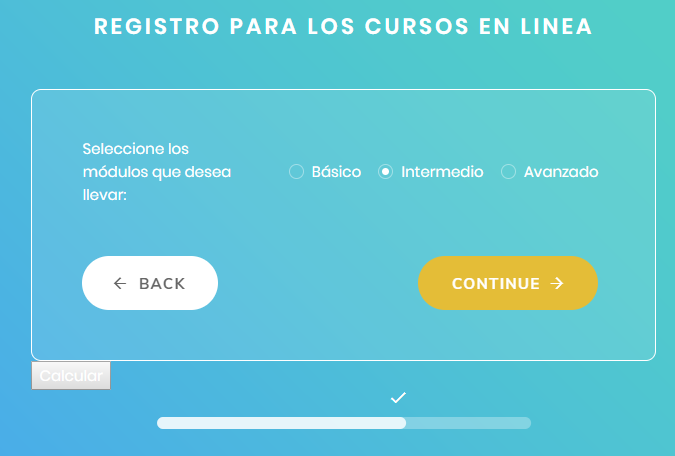 REGISTRO PARA LOS CURSOS EN LINEA
Seleccione los
módulos que desea
llevar:
Básico Intermedio Avanzado
BACK
CONTINUE
Calcular